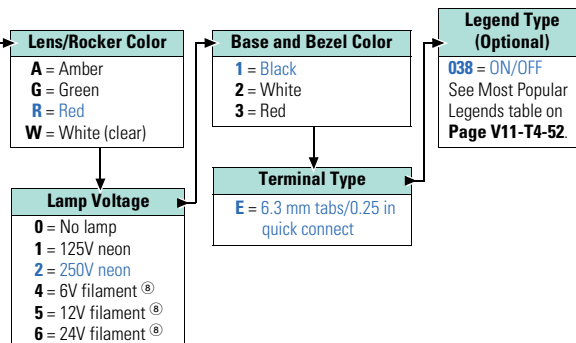 Lens/Rocker Color
A = Amber
G = Green
R = Red
W = White (clear)
Lamp Voltage
0 = No lamp
1 = 125V neon
2 = 250V neon
4 = 6V filament ⑧
5 = 12V filament ⑧
6 = 24V filament ⑧
Base and Bezel Color
1 = Black
2 = White
3 = Red
Terminal Type
E = 6.3 mm tabs/0.25 in
quick connect
Legend Type
(Optional)
038 = ON/OFF
See Most Popular
Legends table on
Page V11-T4-52.